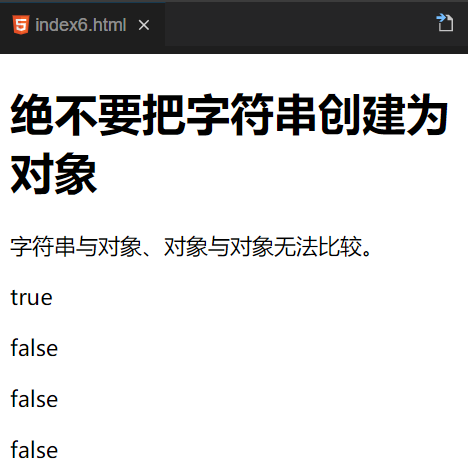 index6.html
绝不要把字符串创建为
对象
字符串与对象、对象与对象无法比较。
true
false
false
false